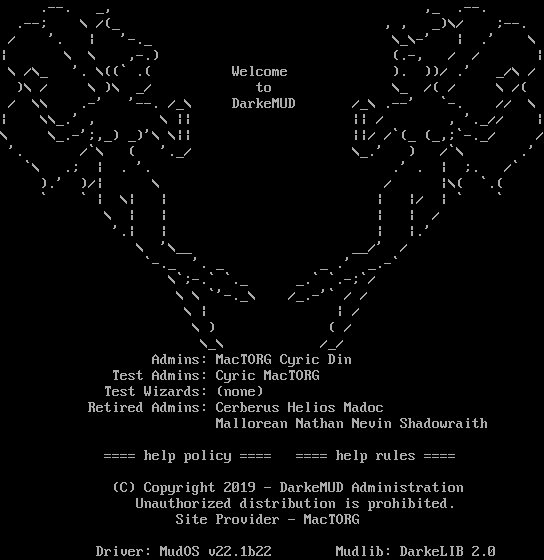 Welcome
to
DarkeMUD
Admins: MacTORG Cyric Din
Test Admins: Cyric MacTORG
Test Wizards: (none)
Retired Admins: Cerberus Helios Madoc
Mallorean Nathan Nevin Shadowraith
==== help policy ==== ==== help rules ====
(C) Copyright 2019 - DarkeMUD Administration
Unauthorized distribution is prohibited.
Site Provider - MacTORG
Driver: MudOS v22.1b22 Mudlib: DarkeLIB 2.0